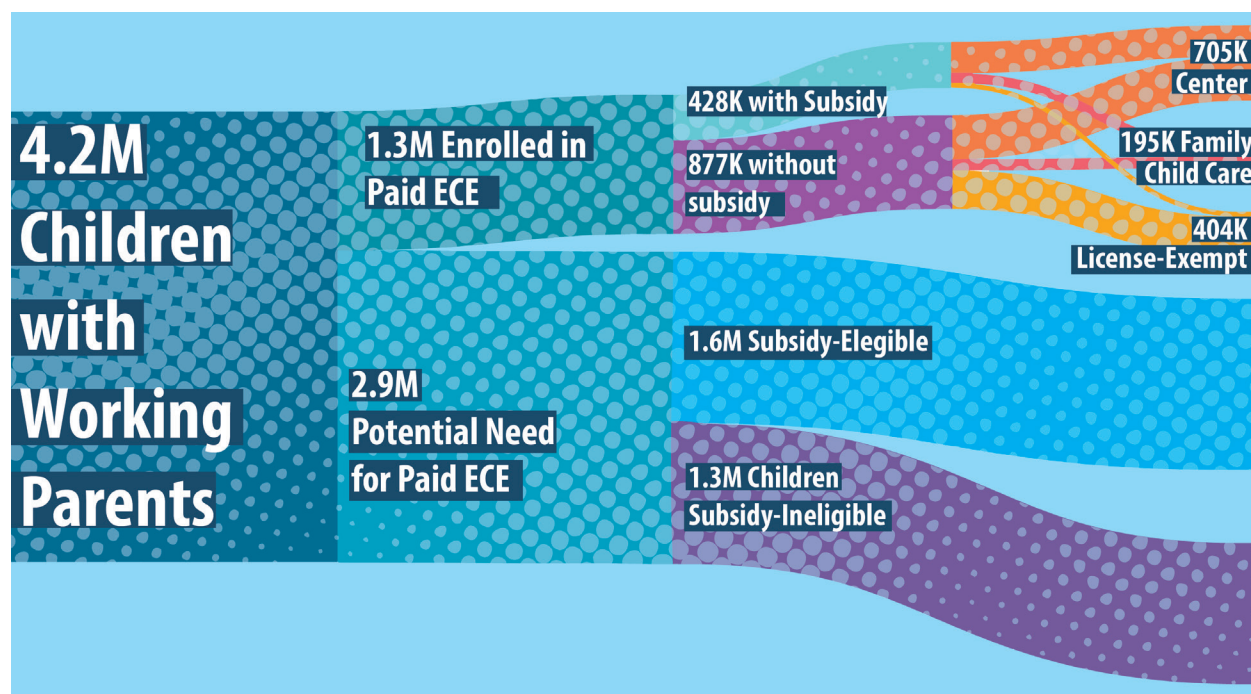 4.2M
Children
with
Working
Parents
1.3M Enrolled in
Paid ECE
2.9M
Potential Need
for Paid ECE
428K with Subsidy
877K without
subsidy
1.6M Subsidy-Elegible
1.3M Children
Subsidy-Ineligible
705K
Center
195K Family
Child Care
404K
License-Exempt